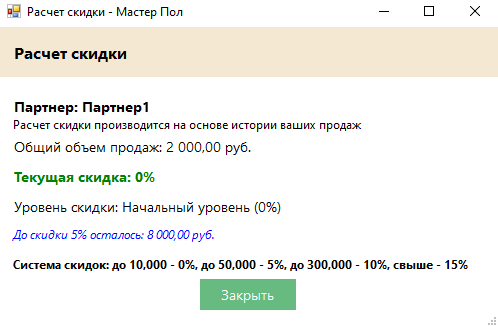 Расчет скидки - Мастер Пол
Расчет скидки
Партнер: Партнер1
Расчет скидки производится на основе истории ваших продаж
Общий объем продаж: 2 000,00 руб.
Текущая скидка: 0%
Уровень скидки: Начальный уровень (0%)
До скидки 5% осталось: 8 000,00 руб.
Система скидок: до 10,000 - 0%, до 50,000 - 5%, до 300,000 - 10%, свыше - 15%
Закрыть